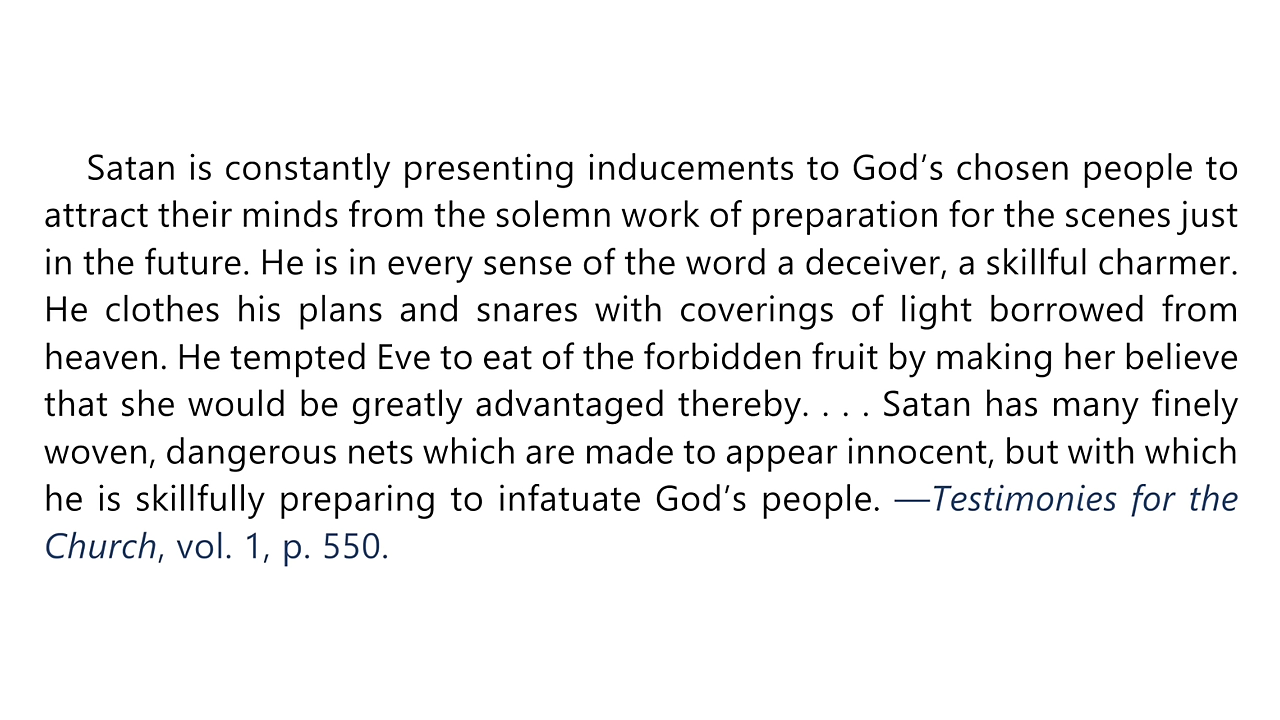 Satan is constantly presenting inducements to God’s chosen people to
attract their minds from the solemn work of preparation for the scenes just
in the future. He is in every sense of the word a deceiver, a skillful charmer.
He clothes his plans and snares with coverings of light borrowed from
heaven. He tempted Eve to eat of the forbidden fruit by making her believe
that she would be greatly advantaged thereby. . . . Satan has many finely
woven, dangerous nets which are made to appear innocent, but with which
he is skillfully preparing to infatuate God’s people. —Testimonies for the
Church, vol. 1, p. 550.